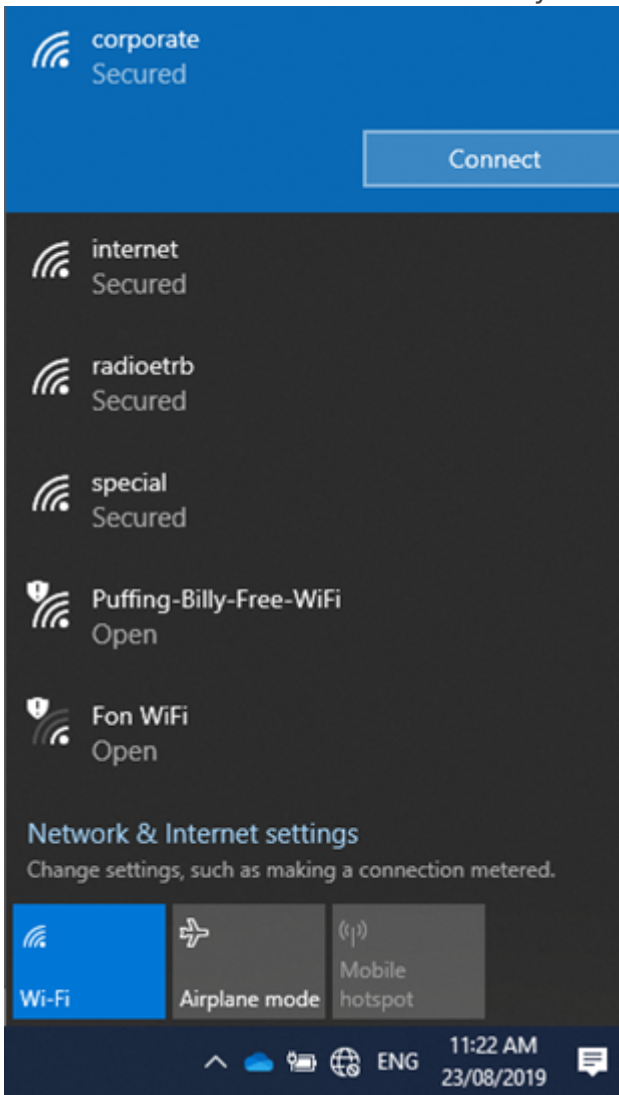 corporate
Secured
Connect
internet
Secured
radioetrb
Secured
special
Secured
Puffing-Billy-Free-WiFi
Open
Fon WiFi
Open
Network & Internet settings
Change settings, such as making a connection metered.
Wi-Fi
Airplane mode
Mobile
hotspot
ENG
11:22 AM
23/08/2019